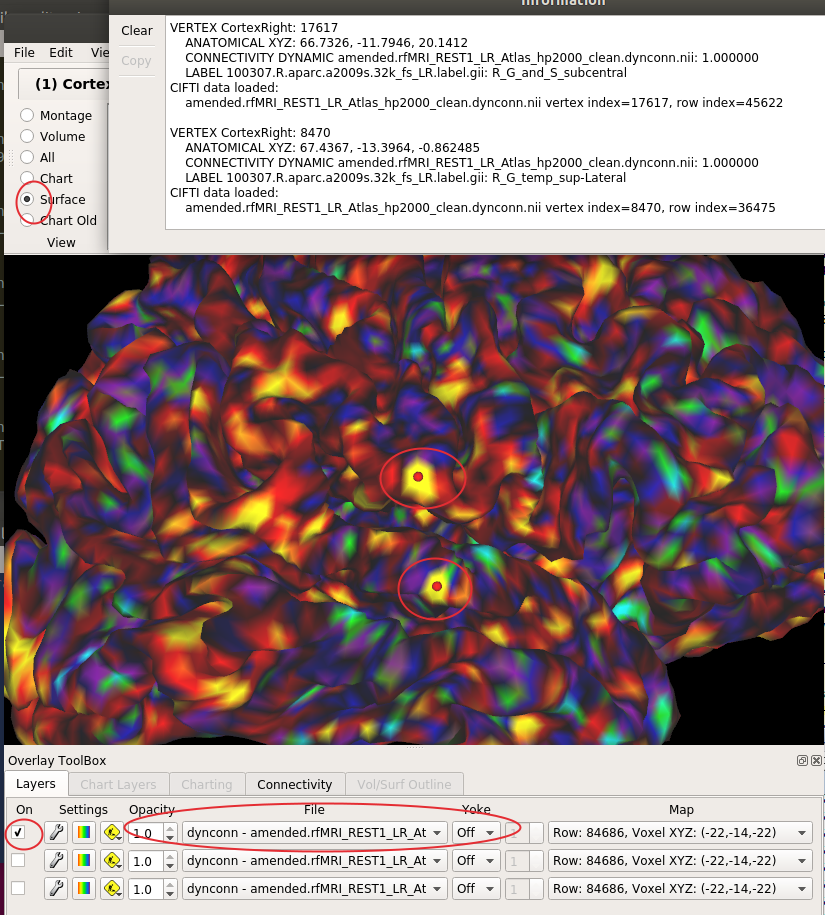 Information
Clear
Copy
VERTEX CortexRight: 17617
ANATOMICAL XYZ: 66.7326, -11.7946, 20.1412
CONNECTIVITY DYNAMIC amended.rfMRI_REST1_LR_Atlas_hp2000_clean.dynconn.nii: 1.000000
LABEL 100307.R.aparc.a2009s.32k_fs_LR.label.gii: R_G_and_S_subcentral
CIFTI data loaded:
amended.rfMRI_REST1_LR_Atlas_hp2000_clean.dynconn.nii vertex index=17617, row index=45622
VERTEX CortexRight: 8470
ANATOMICAL XYZ: 67.4367, -13.3964, -0.862485
CONNECTIVITY DYNAMIC amended.rfMRI_REST1_LR_Atlas_hp2000_clean.dynconn.nii: 1.000000
LABEL 100307.R.aparc.a2009s.32k_fs_LR.label.gii: R_G_temp_sup-Lateral
CIFTI data loaded:
amended.rfMRI_REST1_LR_Atlas_hp2000_clean.dynconn.nii vertex index=8470, row index=36475
File Edit Vie
(1) Corte
Montage
Volume
All
Chart
Surface
Chart Old
View
Overlay ToolBox
Layers Chart Layers Charting Connectivity Vol/Surf Outline
On Settings Opacity File Yoke Map
1.0 dynconn - amended.rfMRI_REST1_LR_At Off 1 Row: 84686, Voxel XYZ: (-22,-14,-22)
1.0 dynconn - amended.rfMRI_REST1_LR_At Off 1 Row: 84686, Voxel XYZ: (-22,-14,-22)
1.0 dynconn - amended.rfMRI_REST1_LR_At Off 1 Row: 84686, Voxel XYZ: (-22,-14,-22)